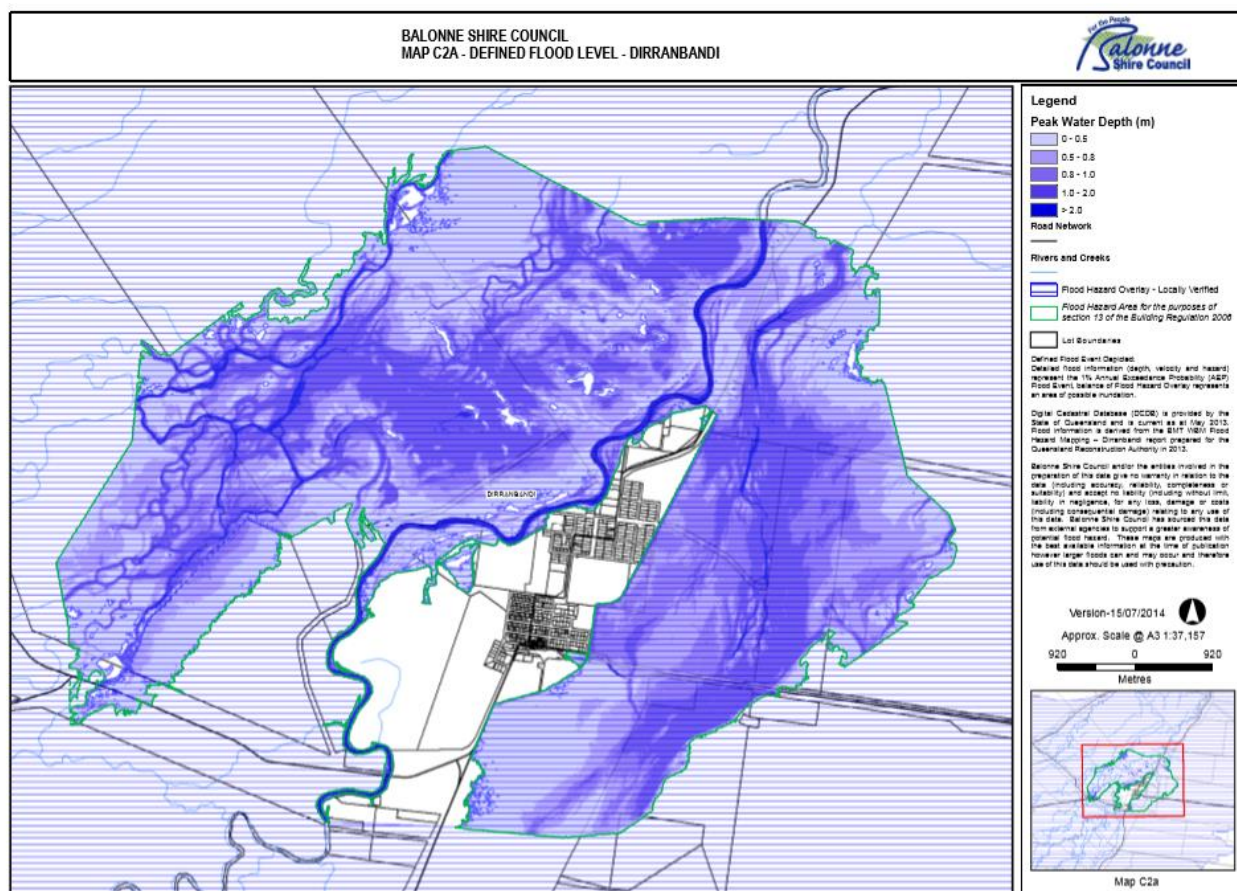 BALONNE SHIRE COUNCIL
MAP C2A - DEFINED FLOOD LEVEL - DIRRANBANDI
For the People
Balonne
Shire Council
DIRRANBANDI
Legend
Peak Water Depth (m)
0 - 0.5
0.5 - 0.8
0.8 - 1.0
1.0 - 2.0
> 2.0
Road Network
Rivers and Creeks
Flood Hazard Overlay - Locally Verified
Flood Hazard Area for the purposes of
section 13 of the Building Regulation 2006
Lot Boundaries
Defined Flood Event Depicted:
Detailed flood information (depth, velocity and hazard)
represent the 1% Annual Exceedance Probability (AEP)
Flood Event, balance of Flood Hazard Overlay represents
an area of possible inundation.
Digital Cadastral Database (DCDB) is provided by the
State of Queensland and is current as at May 2013.
Flood information is derived from the BMT WBM Flood
Hazard Mapping – Dirranbandi report prepared for the
Queensland Reconstruction Authority in 2013.
Balonne Shire Council and/or the entities involved in the
preparation of this data give no warranty in relation to the
data (including accuracy, reliability, completeness or
suitability) and accept no liability (including without limit,
liability in negligence, for any loss, damage or costs
(including consequential damage) relating to any use of
this data. Balonne Shire Council has sourced this data
from external agencies to support a greater awareness of
potential flood hazard. These maps are produced with
the best available information at the time of publication
however larger floods can and may occur and therefore
use of this data should be used with precaution.
Version-15/07/2014
Approx. Scale @ A3 1:37,157
920 0 920
Metres
Map C2a